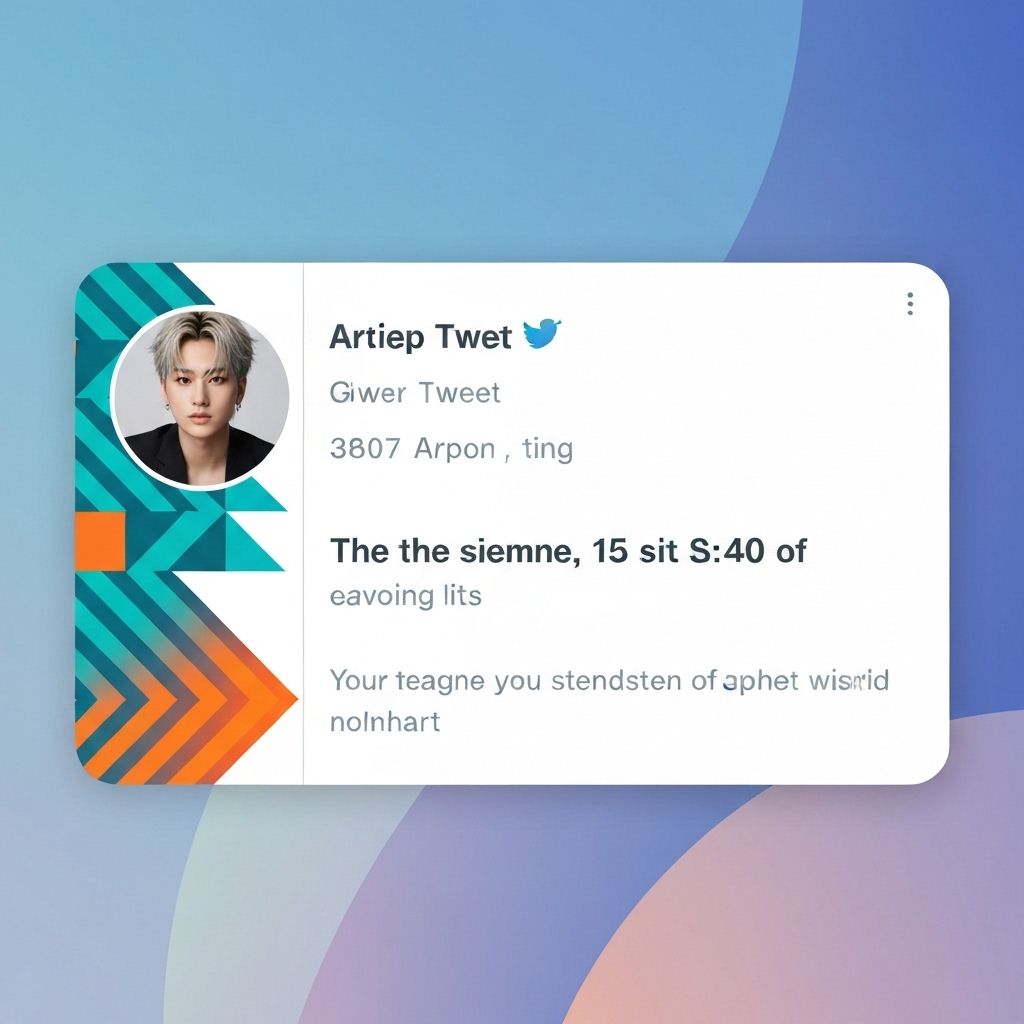 Artiep Twet
Giwer Tweet
3807 Arpon , ting
The the siemne, 15 sit S:40 of
eavoing lits
Your teagne you stendsten of aphet
nolnhart